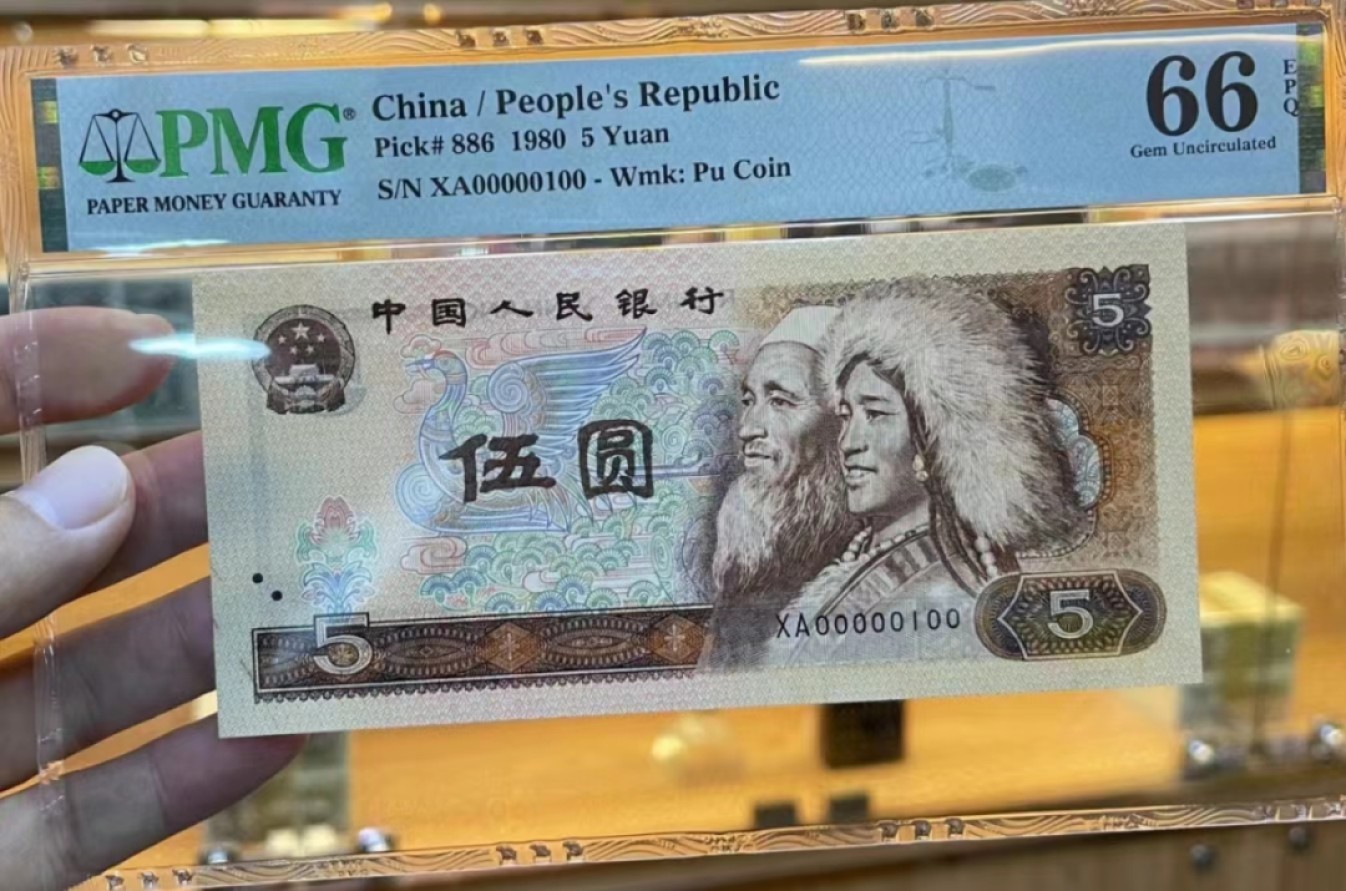 PMG®
PAPER MONEY GUARANTY
China / People's Republic
Pick# 886 1980 5 Yuan
S/N XA00000100 - Wmk: Pu Coin
66
EPQ
Gem Uncirculated
中国人民银行
5
伍圆
5
XA00000100
5